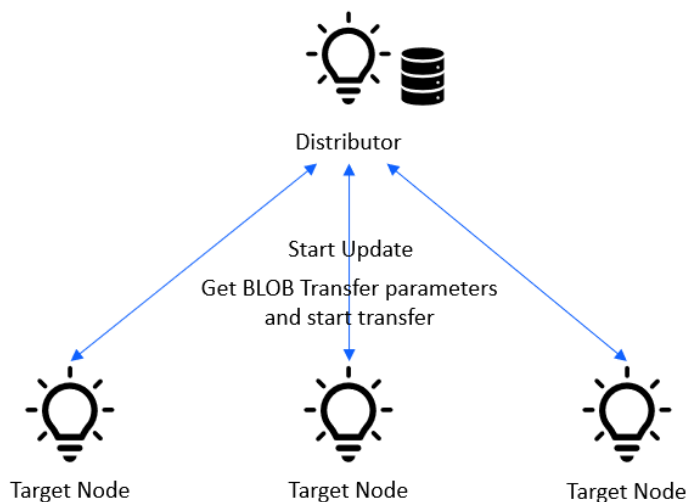 Distributor
Start Update
Get BLOB Transfer parameters
and start transfer
Target Node
Target Node
Target Node